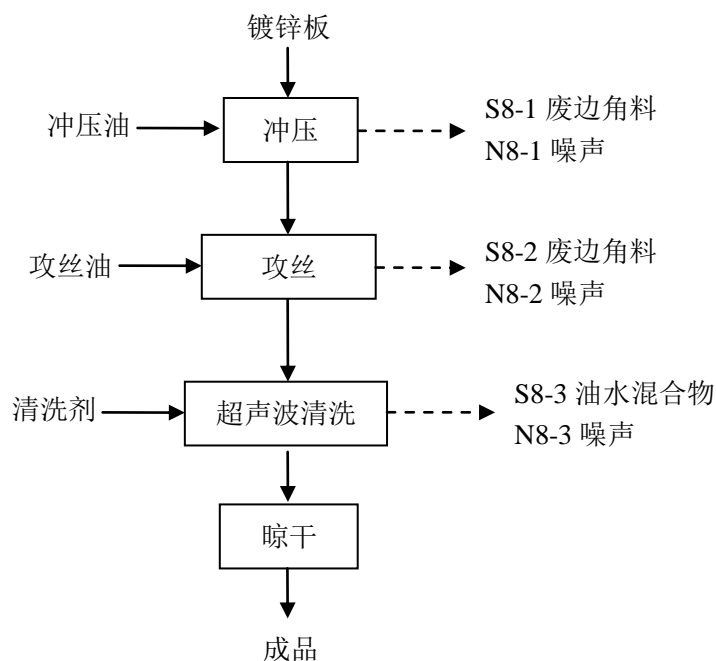 镀锌板
冲压油
冲压
S8-1 废边角料
N8-1 噪声
攻丝油
攻丝
S8-2 废边角料
N8-2 噪声
清洗剂
超声波清洗
S8-3 油水混合物
N8-3 噪声
晾干
成品